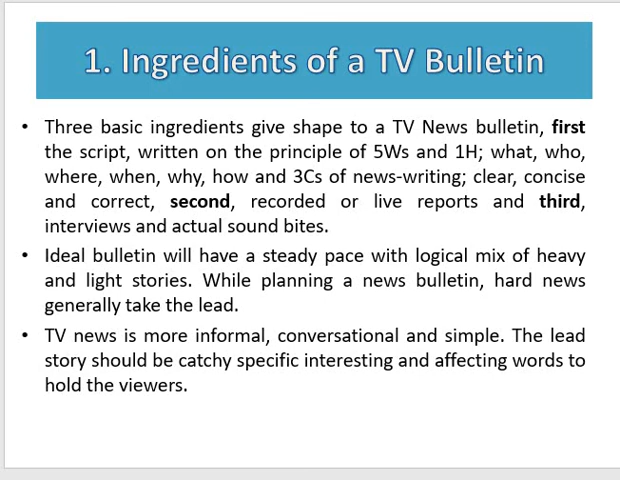 1. Ingredients of a TV Bulletin
• Three basic ingredients give shape to a TV News bulletin, first
the script, written on the principle of 5Ws and 1H; what, who,
where, when, why, how and 3Cs of news-writing; clear, concise
and correct, second, recorded or live reports and third,
interviews and actual sound bites.
• Ideal bulletin will have a steady pace with logical mix of heavy
and light stories. While planning a news bulletin, hard news
generally take the lead.
• TV news is more informal, conversational and simple. The lead
story should be catchy specific interesting and affecting words to
hold the viewers.